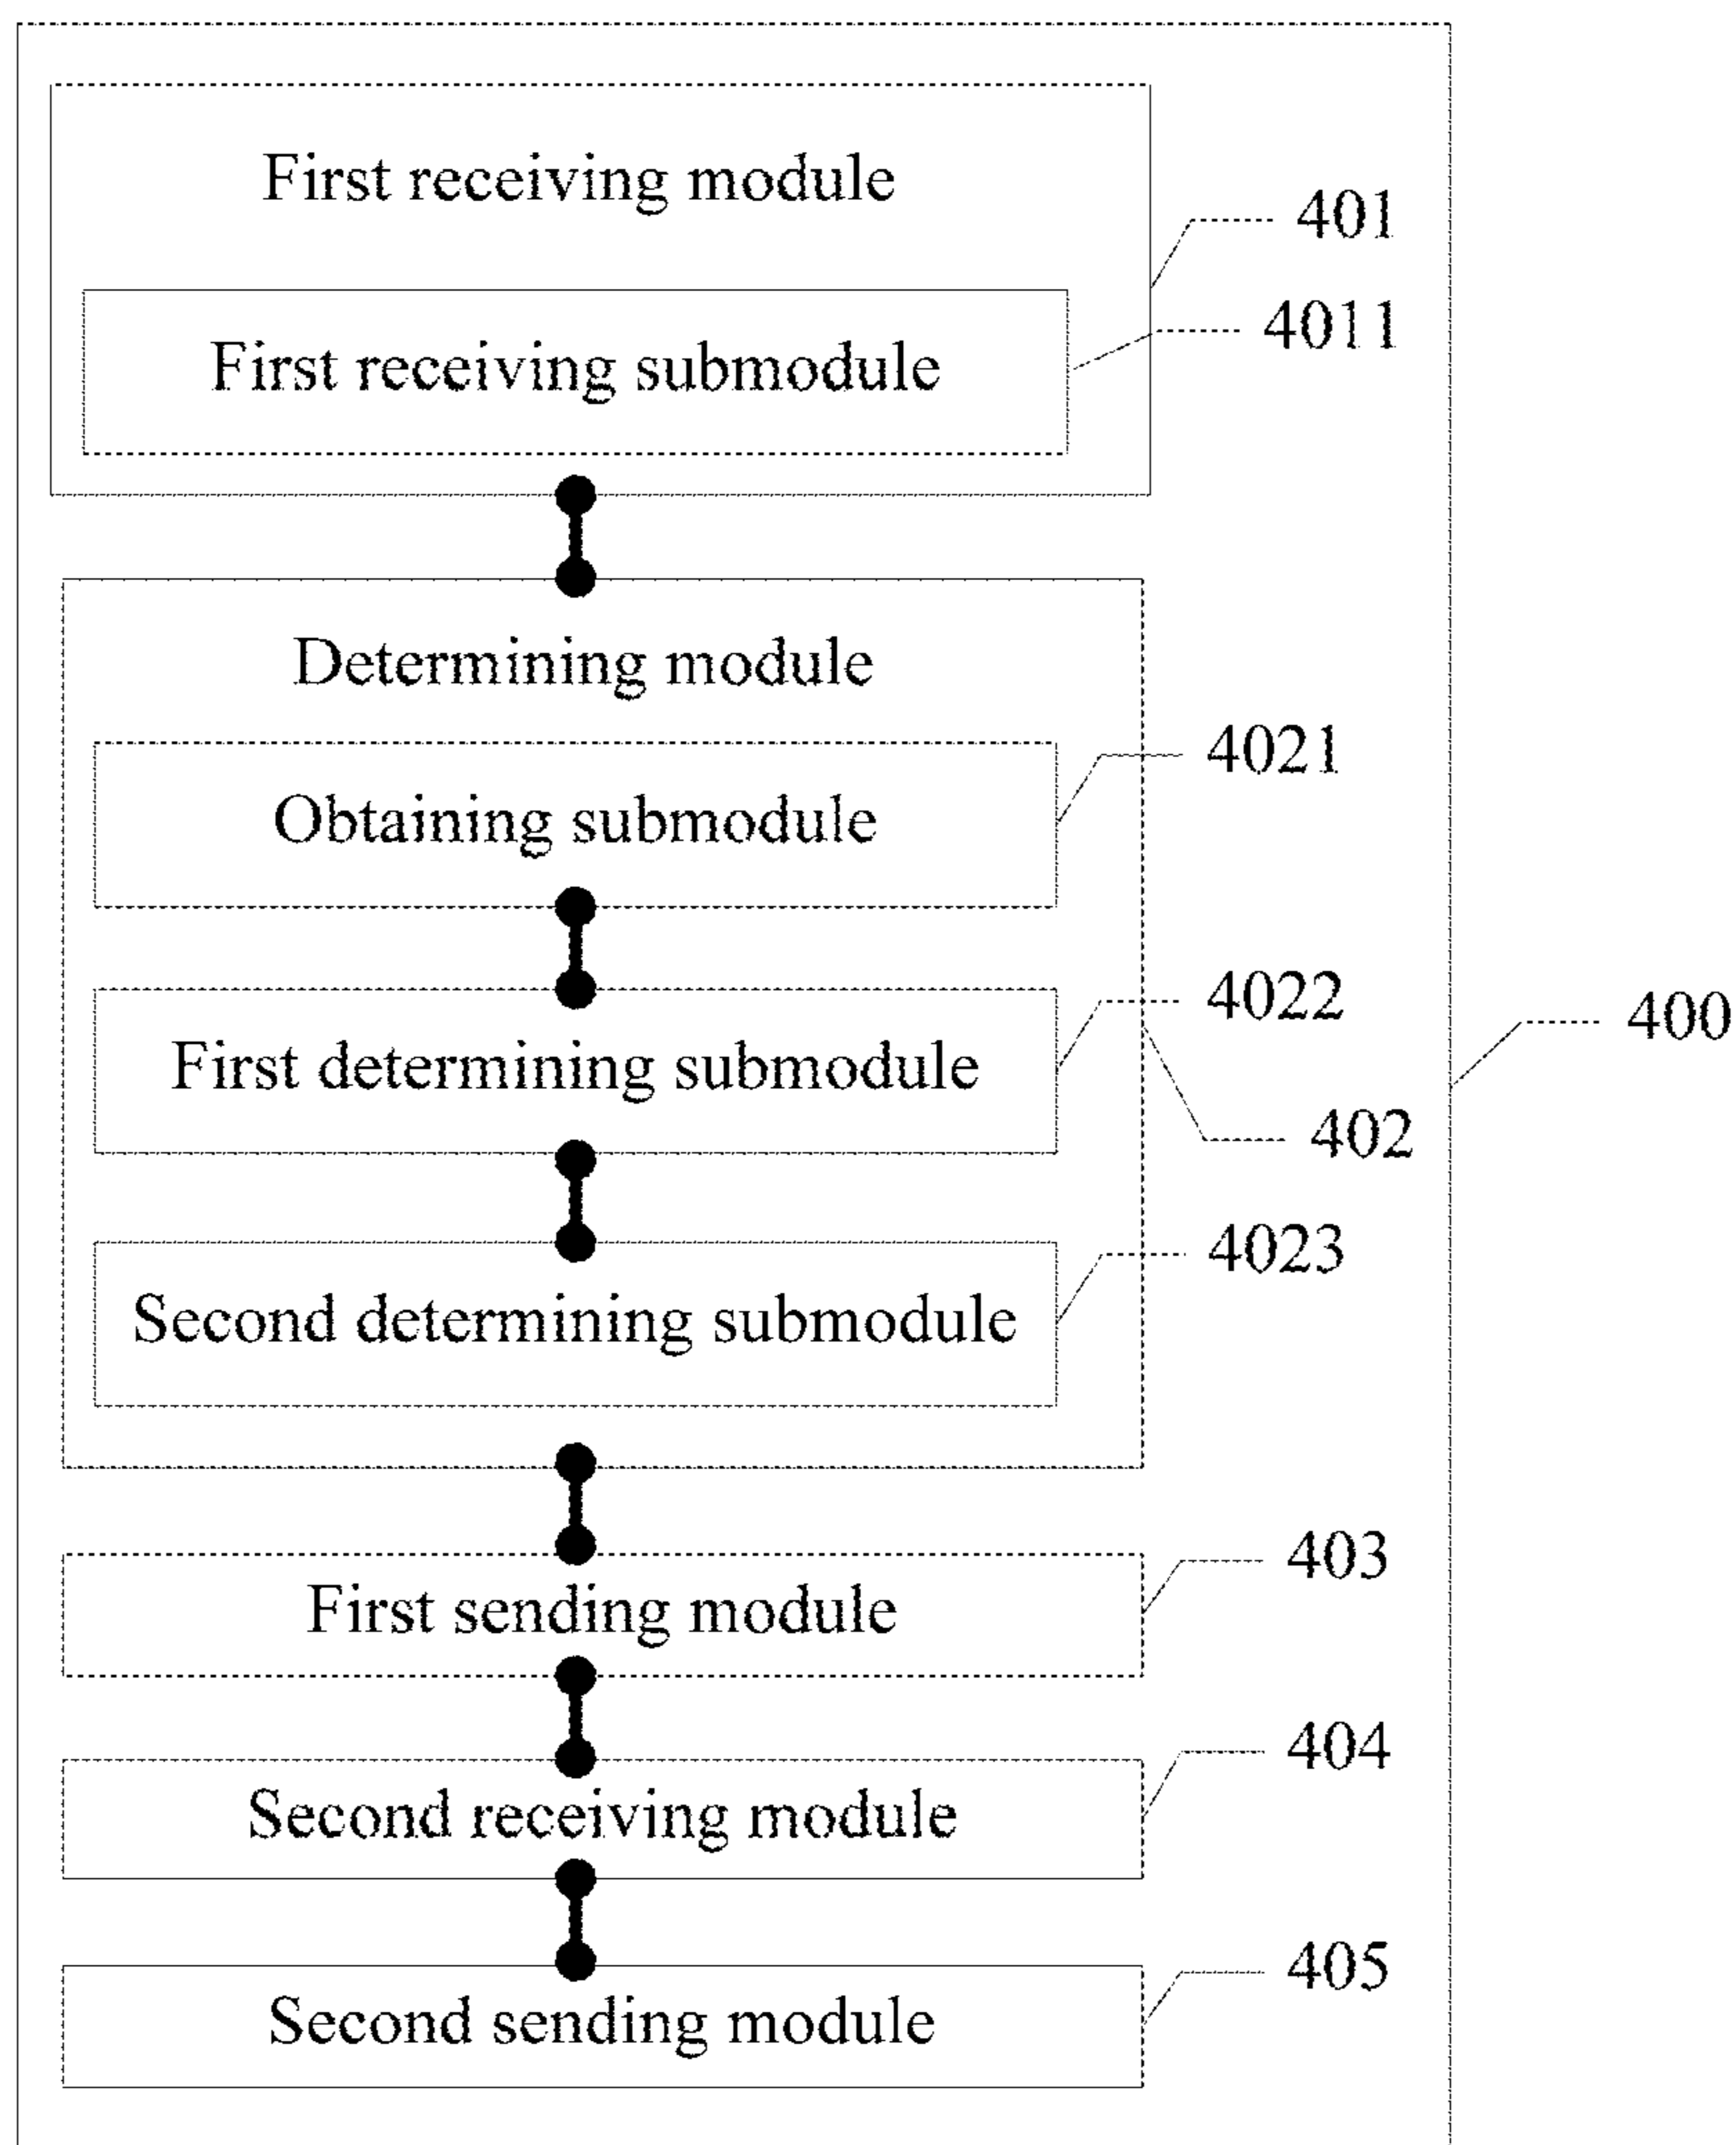 First receiving module
401
First receiving submodule
4011
Determining module
Obtaining submodule
4021
First determining submodule
4022
400
402
Second determining submodule
4023
First sending module
403
Second receiving module
404
Second sending module
405